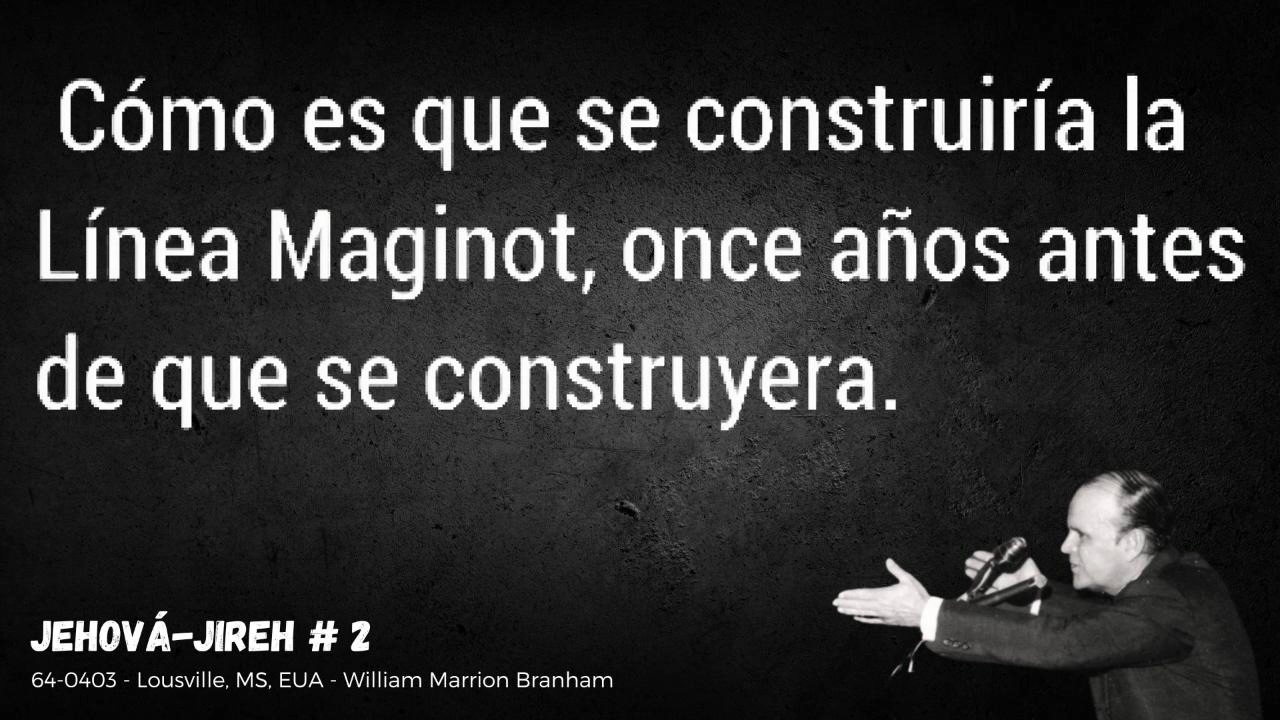 Cómo es que se construiría la
Línea Maginot, once años antes
de que se construyera.
JEHOVÁ-JIREH # 2
64-0403 - Lousville, MS, EUA - William Marrion Branham